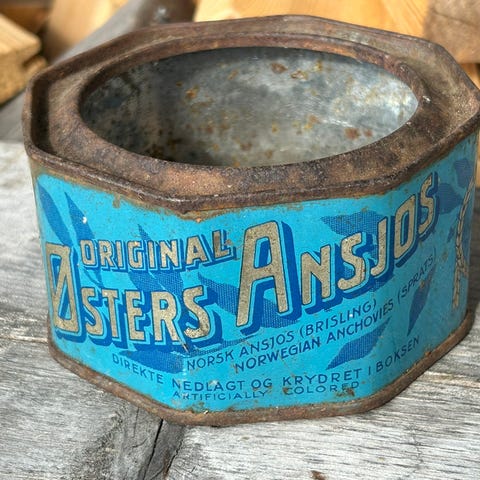 ORIGINAL
ØSTERS ANSJOS
NORSK ANSJOS (BRISLING)
NORWEGIAN ANCHOVIES (SPRATS)
DIREKTE NEDLAGT OG KRYDRET I BOKSEN
ARTIFICIALLY COLORED